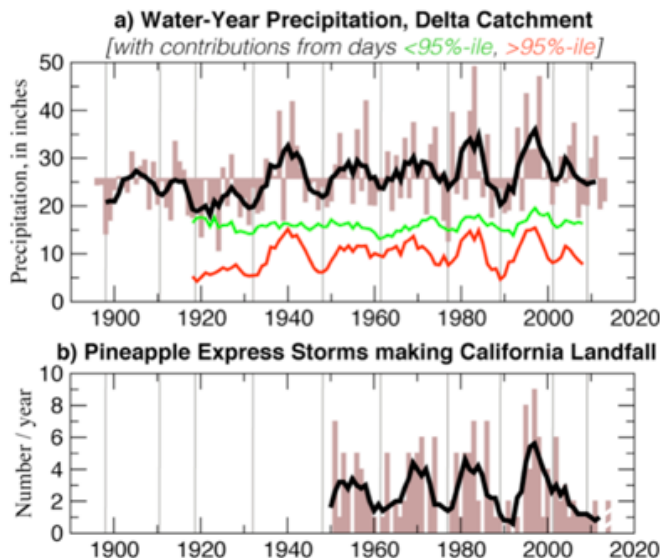 a) Water-Year Precipitation, Delta Catchment
[with contributions from days <95%-ile, >95%-ile]
Precipitation, in inches
50
40
30
20
10
0
1900 1920 1940 1960 1980 2000 2020
b) Pineapple Express Storms making California Landfall
Number / year
10
8
6
4
2
0
1900 1920 1940 1960 1980 2000 2020